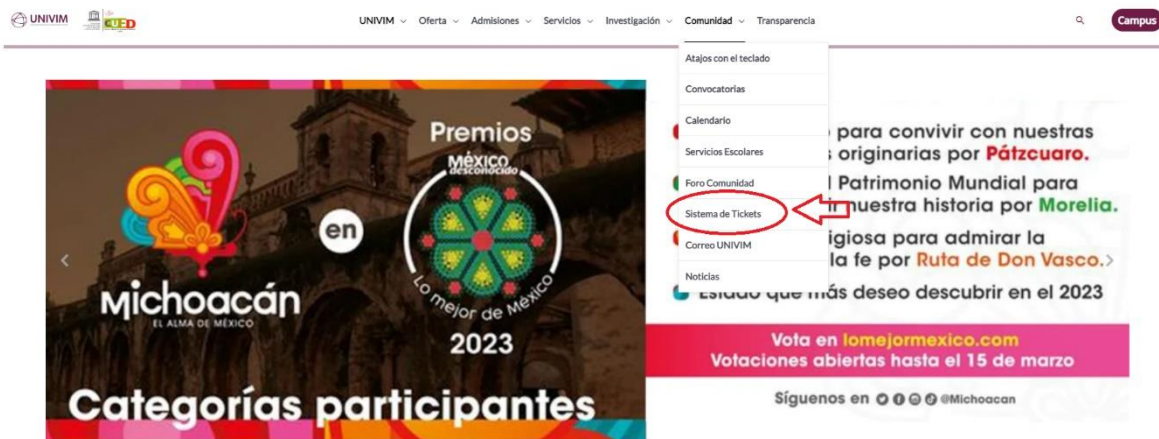 UNIVIM
CUED
UNIVIM Oferta Admisiones Servicios Investigación Comunidad Transparencia
Campus
Atajos con el teclado
Convocatorias
Calendario
Servicios Escolares
Foro Comunidad
Sistema de Tickets
Correo UNIVIM
Noticias
Michoacán
EL ALMA DE MÉXICO
en
Premios
México
desconocido
Lo mejor de México
2023
Categorías participantes
para convivir con nuestras
originarias por Pátzcuaro.
Patrimonio Mundial para
nuestra historia por Morelia.
igiosa para admirar la
la fe por Ruta de Don Vasco.
Estado que más deseo descubrir en el 2023
Vota en lomejormexico.com
Votaciones abiertas hasta el 15 de marzo
Síguenos en @Michoacan